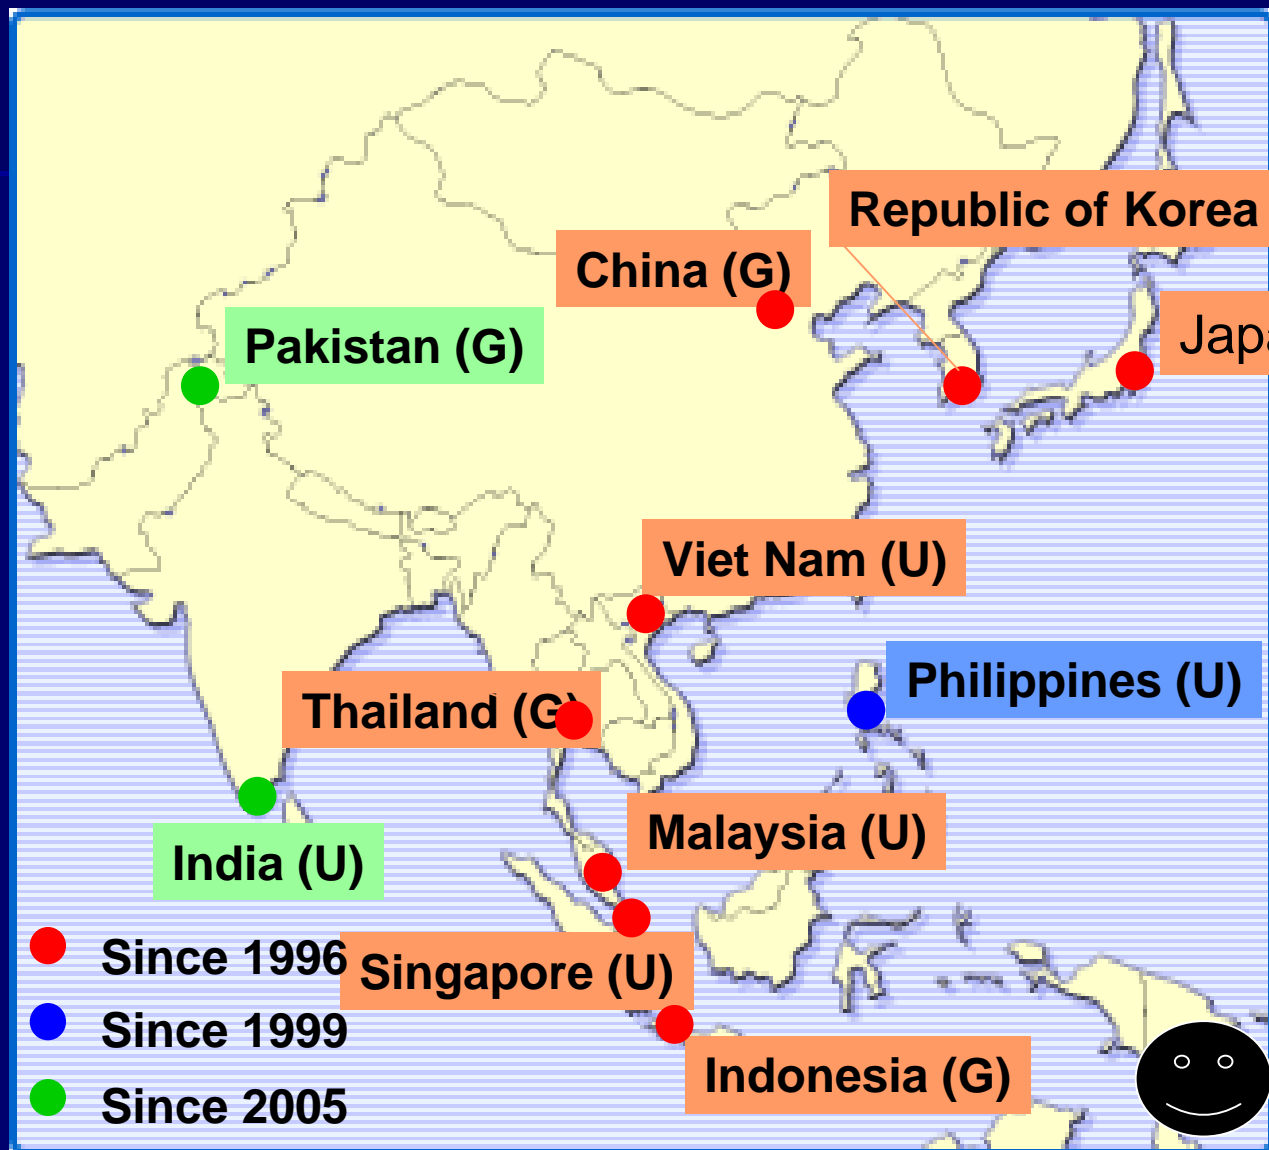 Republic of Korea
China (G)
Japa
Pakistan (G)
Viet Nam (U)
Philippines (U)
Thailand (G)
Malaysia (U)
India (U)
Since 1996
Singapore (U)
Since 1999
Indonesia (G)
Since 2005